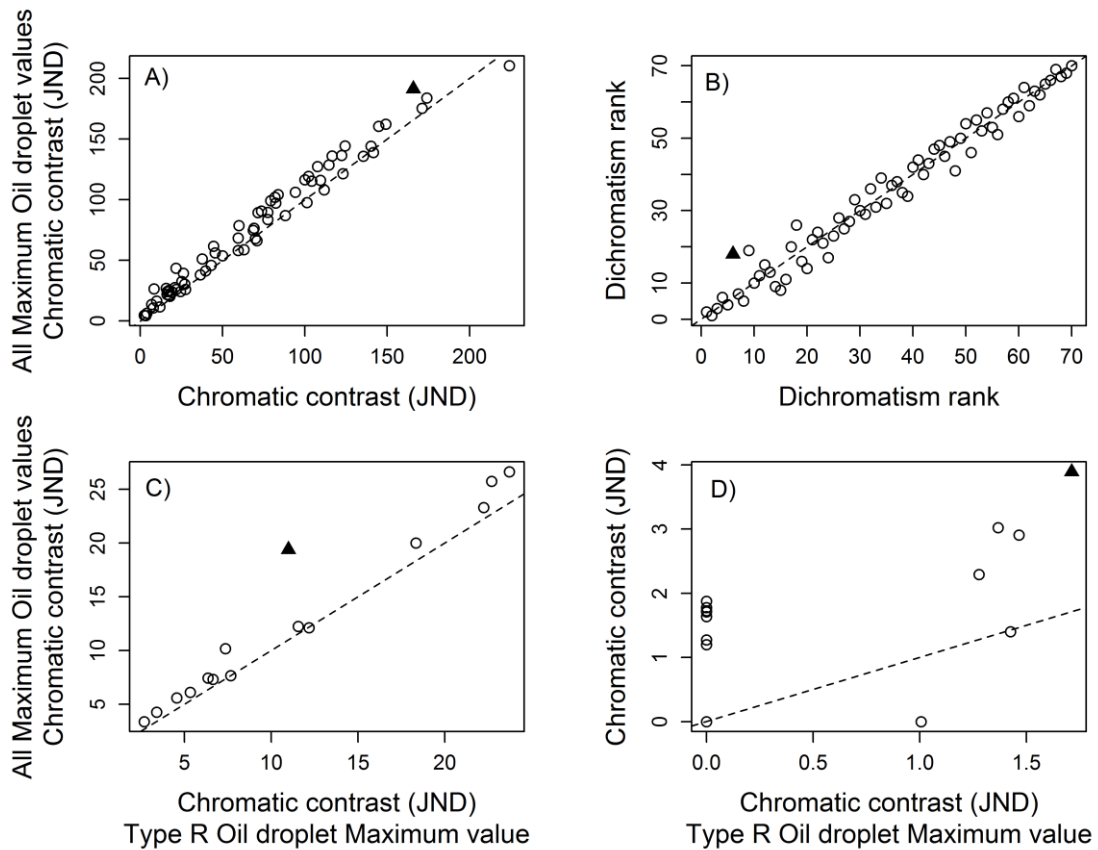 All Maximum Oil droplet values
Chromatic contrast (JND)
A)
200
150
100
50
0
0
50
100
150
200
Chromatic contrast (JND)
Dichromatism rank
B)
70
50
30
10
0
0
10
20
30
40
50
60
70
Dichromatism rank
All Maximum Oil droplet values
Chromatic contrast (JND)
C)
25
20
15
10
5
5
10
15
20
Chromatic contrast (JND)
Type R Oil droplet Maximum value
Chromatic contrast (JND)
D)
4
3
2
1
0
0.0
0.5
1.0
1.5
Chromatic contrast (JND)
Type R Oil droplet Maximum value